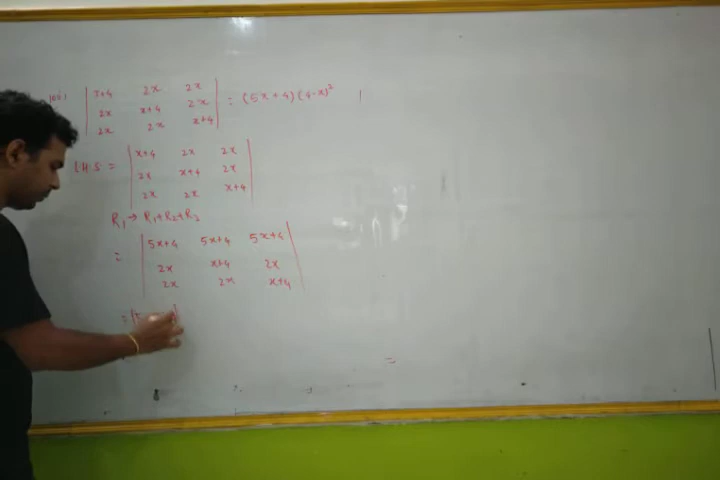 10(i) | x+4 2x 2x | = (5x+4)(4-x)²
| 2x x+4 2x |
| 2x 2x x+4 |
L.H.S = | x+4 2x 2x |
| 2x x+4 2x |
| 2x 2x x+4 |
R₁ → R₁+R₂+R₃
= | 5x+4 5x+4 5x+4 |
| 2x x+4 2x |
| 2x 2x x+4 |
=
=